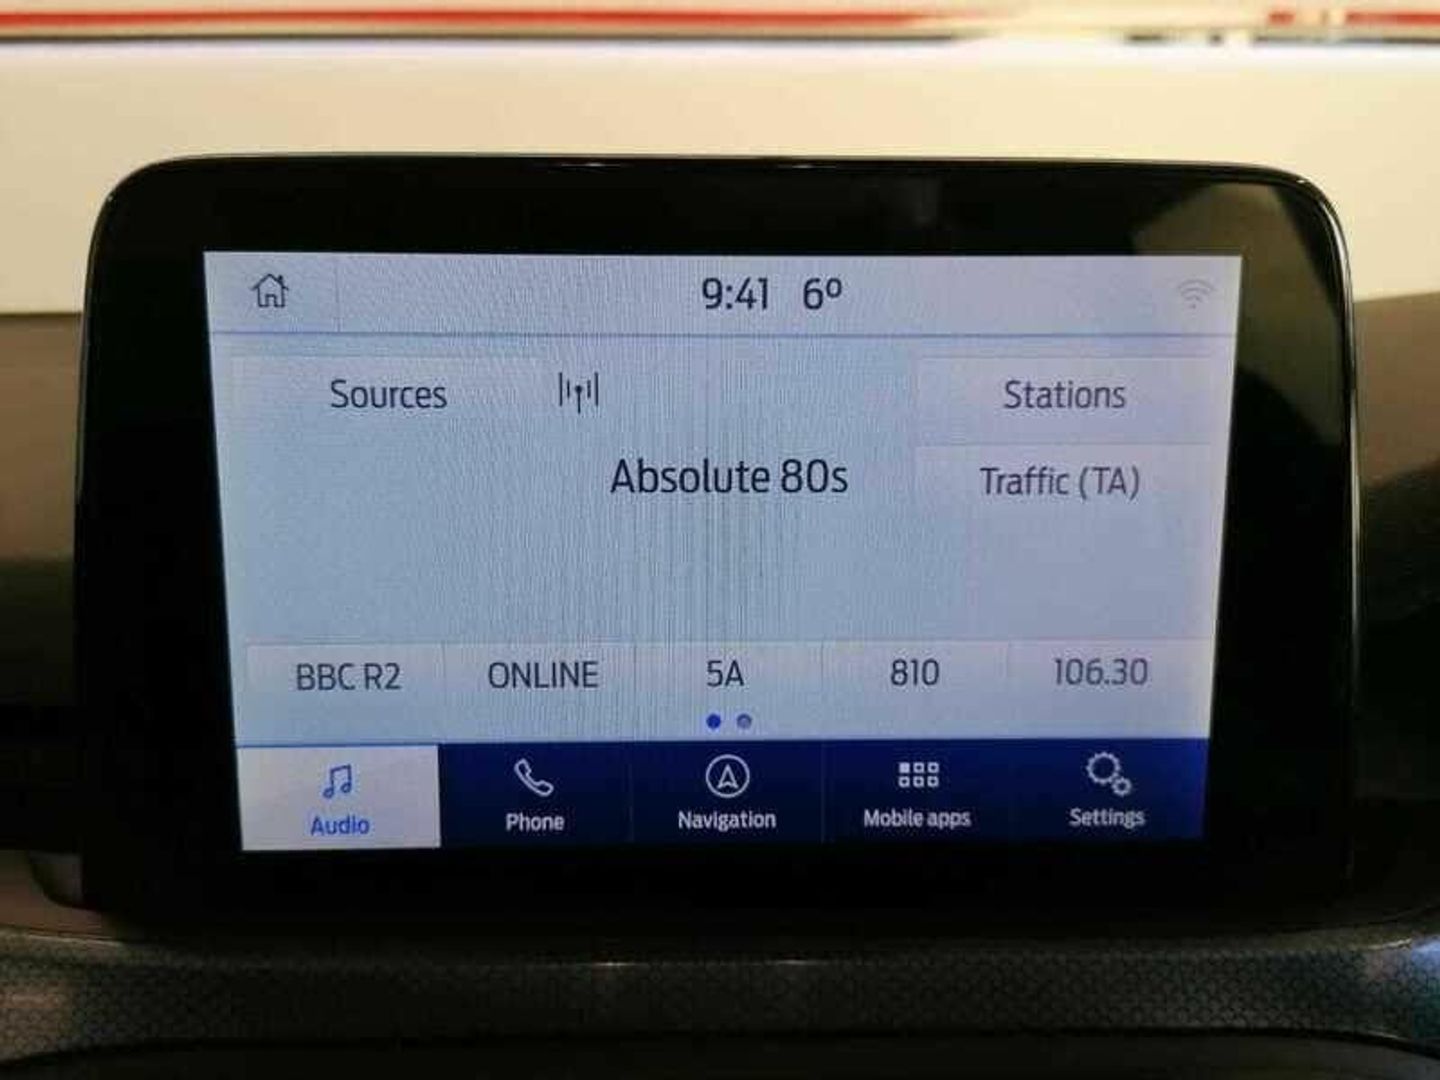 9:41 6º
Sources
Stations
Absolute 80s
Traffic (TA)
BBC R2 ONLINE 5A 810 106.30
Audio Phone Navigation Mobile apps Settings